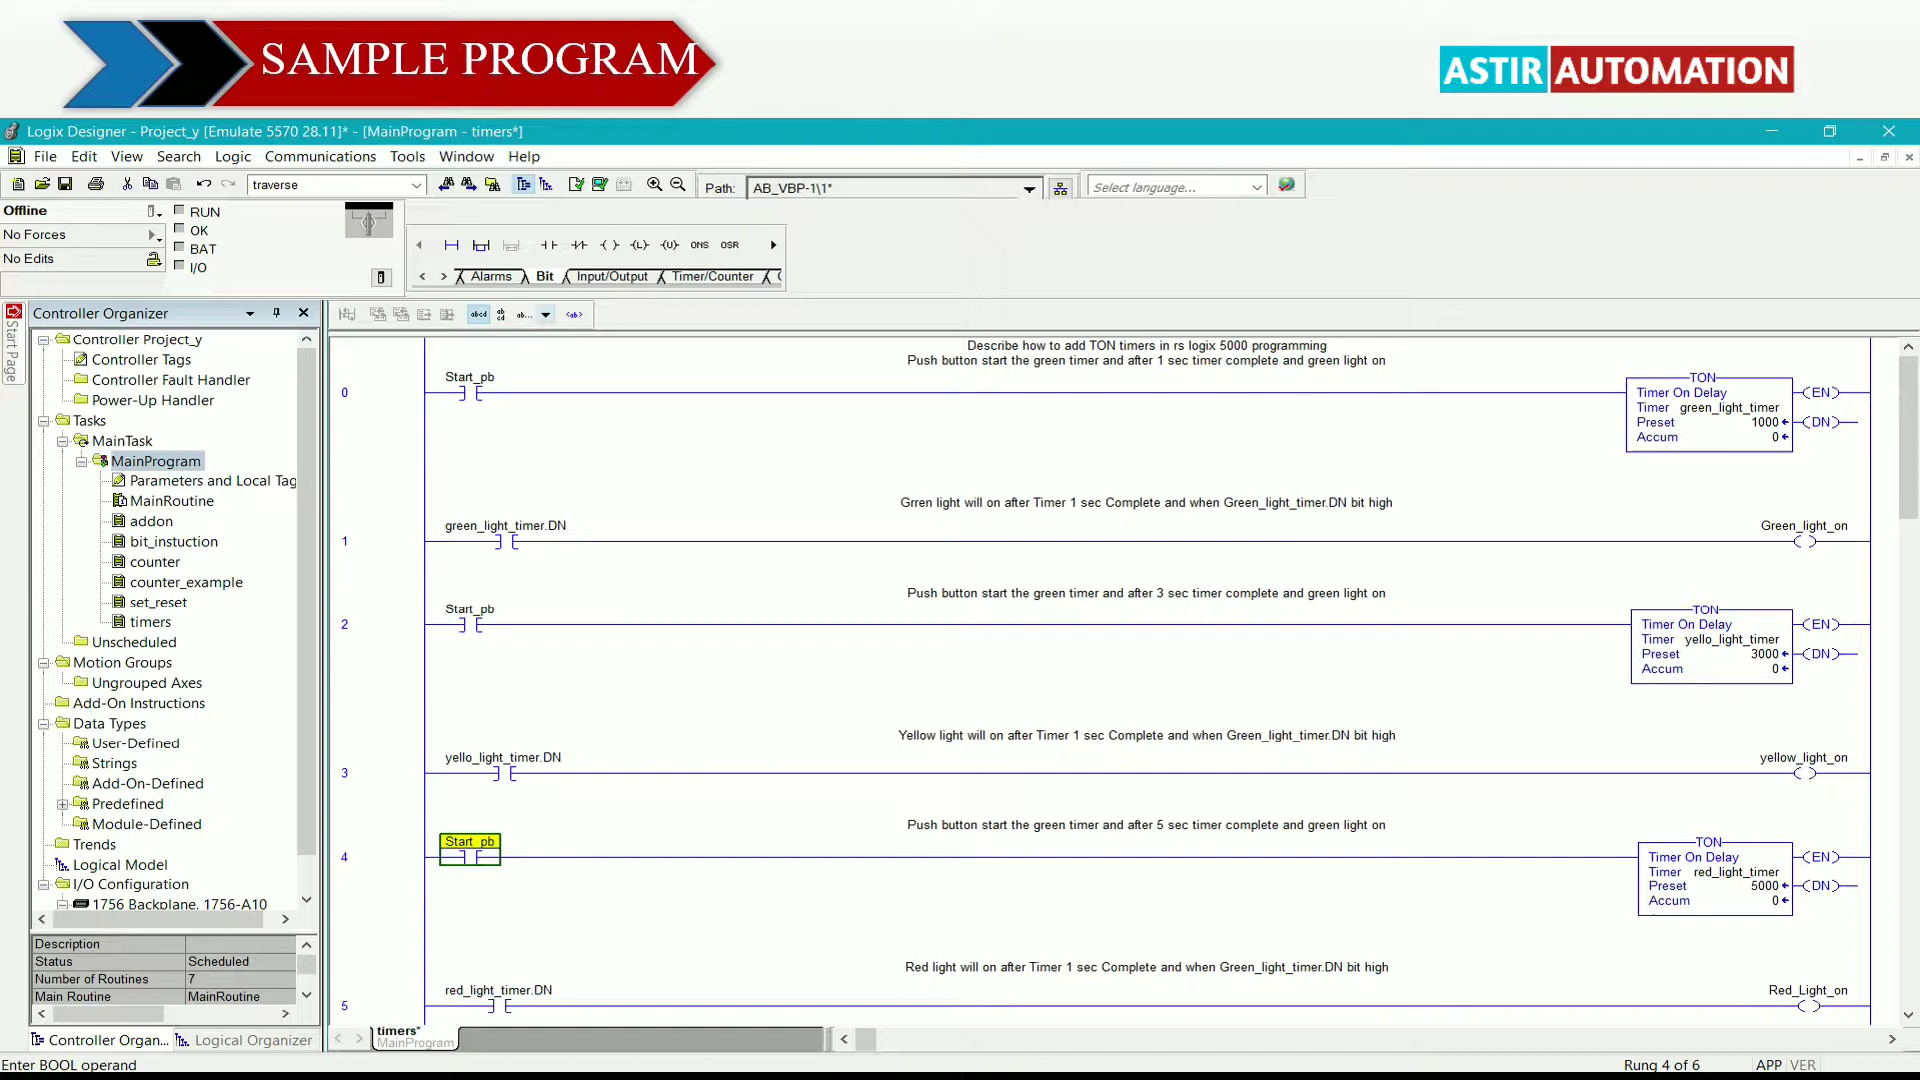 SAMPLE PROGRAM
ASTIR AUTOMATION
Logix Designer - Project_y [Emulate 5570 28.11]* - [MainProgram - timers*]
File Edit View Search Logic Communications Tools Window Help
traverse
Path: AB_VBP-1\1*
Select language...
Offline
RUN
No Forces
OK
No Edits
BAT
I/O
ONS OSR
Alarms Bit Input/Output Timer/Counter
Start Page
Controller Organizer
Controller Project_y
Controller Tags
Controller Fault Handler
Power-Up Handler
Tasks
MainTask
MainProgram
Parameters and Local Tag
MainRoutine
addon
bit_instuction
counter
counter_example
set_reset
timers
Unscheduled
Motion Groups
Ungrouped Axes
Add-On Instructions
Data Types
User-Defined
Strings
Add-On-Defined
Predefined
Module-Defined
Trends
Logical Model
I/O Configuration
1756 Backplane, 1756-A10
Description
Status Scheduled
Number of Routines 7
Main Routine MainRoutine
Controller Organ... Logical Organizer
Describe how to add TON timers in rs logix 5000 programming
Push button start the green timer and after 1 sec timer complete and green light on
0
Start_pb
TON
Timer On Delay
Timer green_light_timer
Preset 1000
Accum 0
EN
DN
Grren light will on after Timer 1 sec Complete and when Green_light_timer.DN bit high
1
green_light_timer.DN
Green_light_on
Push button start the green timer and after 3 sec timer complete and green light on
2
Start_pb
TON
Timer On Delay
Timer yello_light_timer
Preset 3000
Accum 0
EN
DN
Yellow light will on after Timer 1 sec Complete and when Green_light_timer.DN bit high
3
yello_light_timer.DN
yellow_light_on
Push button start the green timer and after 5 sec timer complete and green light on
4
Start_pb
TON
Timer On Delay
Timer red_light_timer
Preset 5000
Accum 0
EN
DN
Red light will on after Timer 1 sec Complete and when Green_light_timer.DN bit high
5
red_light_timer.DN
Red_Light_on
timers*
MainProgram
Enter BOOL operand
Rung 4 of 6
APP VER